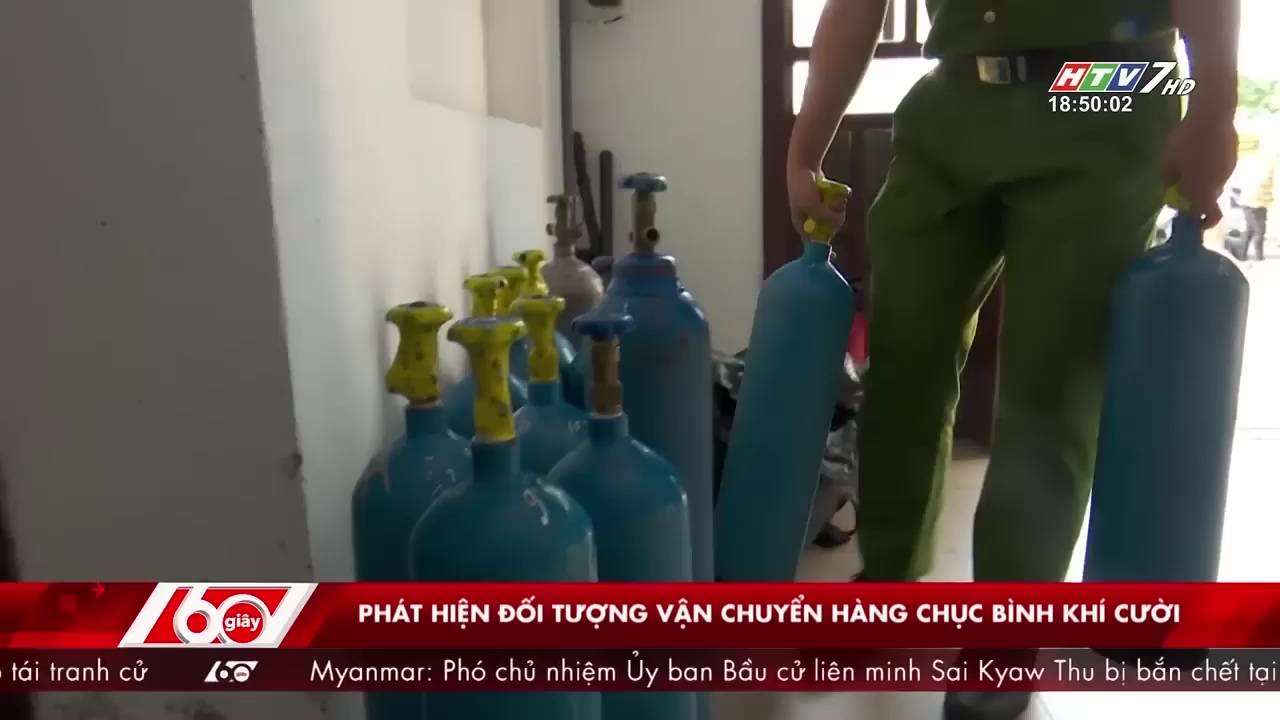 HTV7 HD
18:50:02
60 giây
PHÁT HIỆN ĐỐI TƯỢNG VẬN CHUYỂN HÀNG CHỤC BÌNH KHÍ CƯỜI
tái tranh cử 60 Myanmar: Phó chủ nhiệm Ủy ban Bầu cử liên minh Sai Kyaw Thu bị bắn chết tại